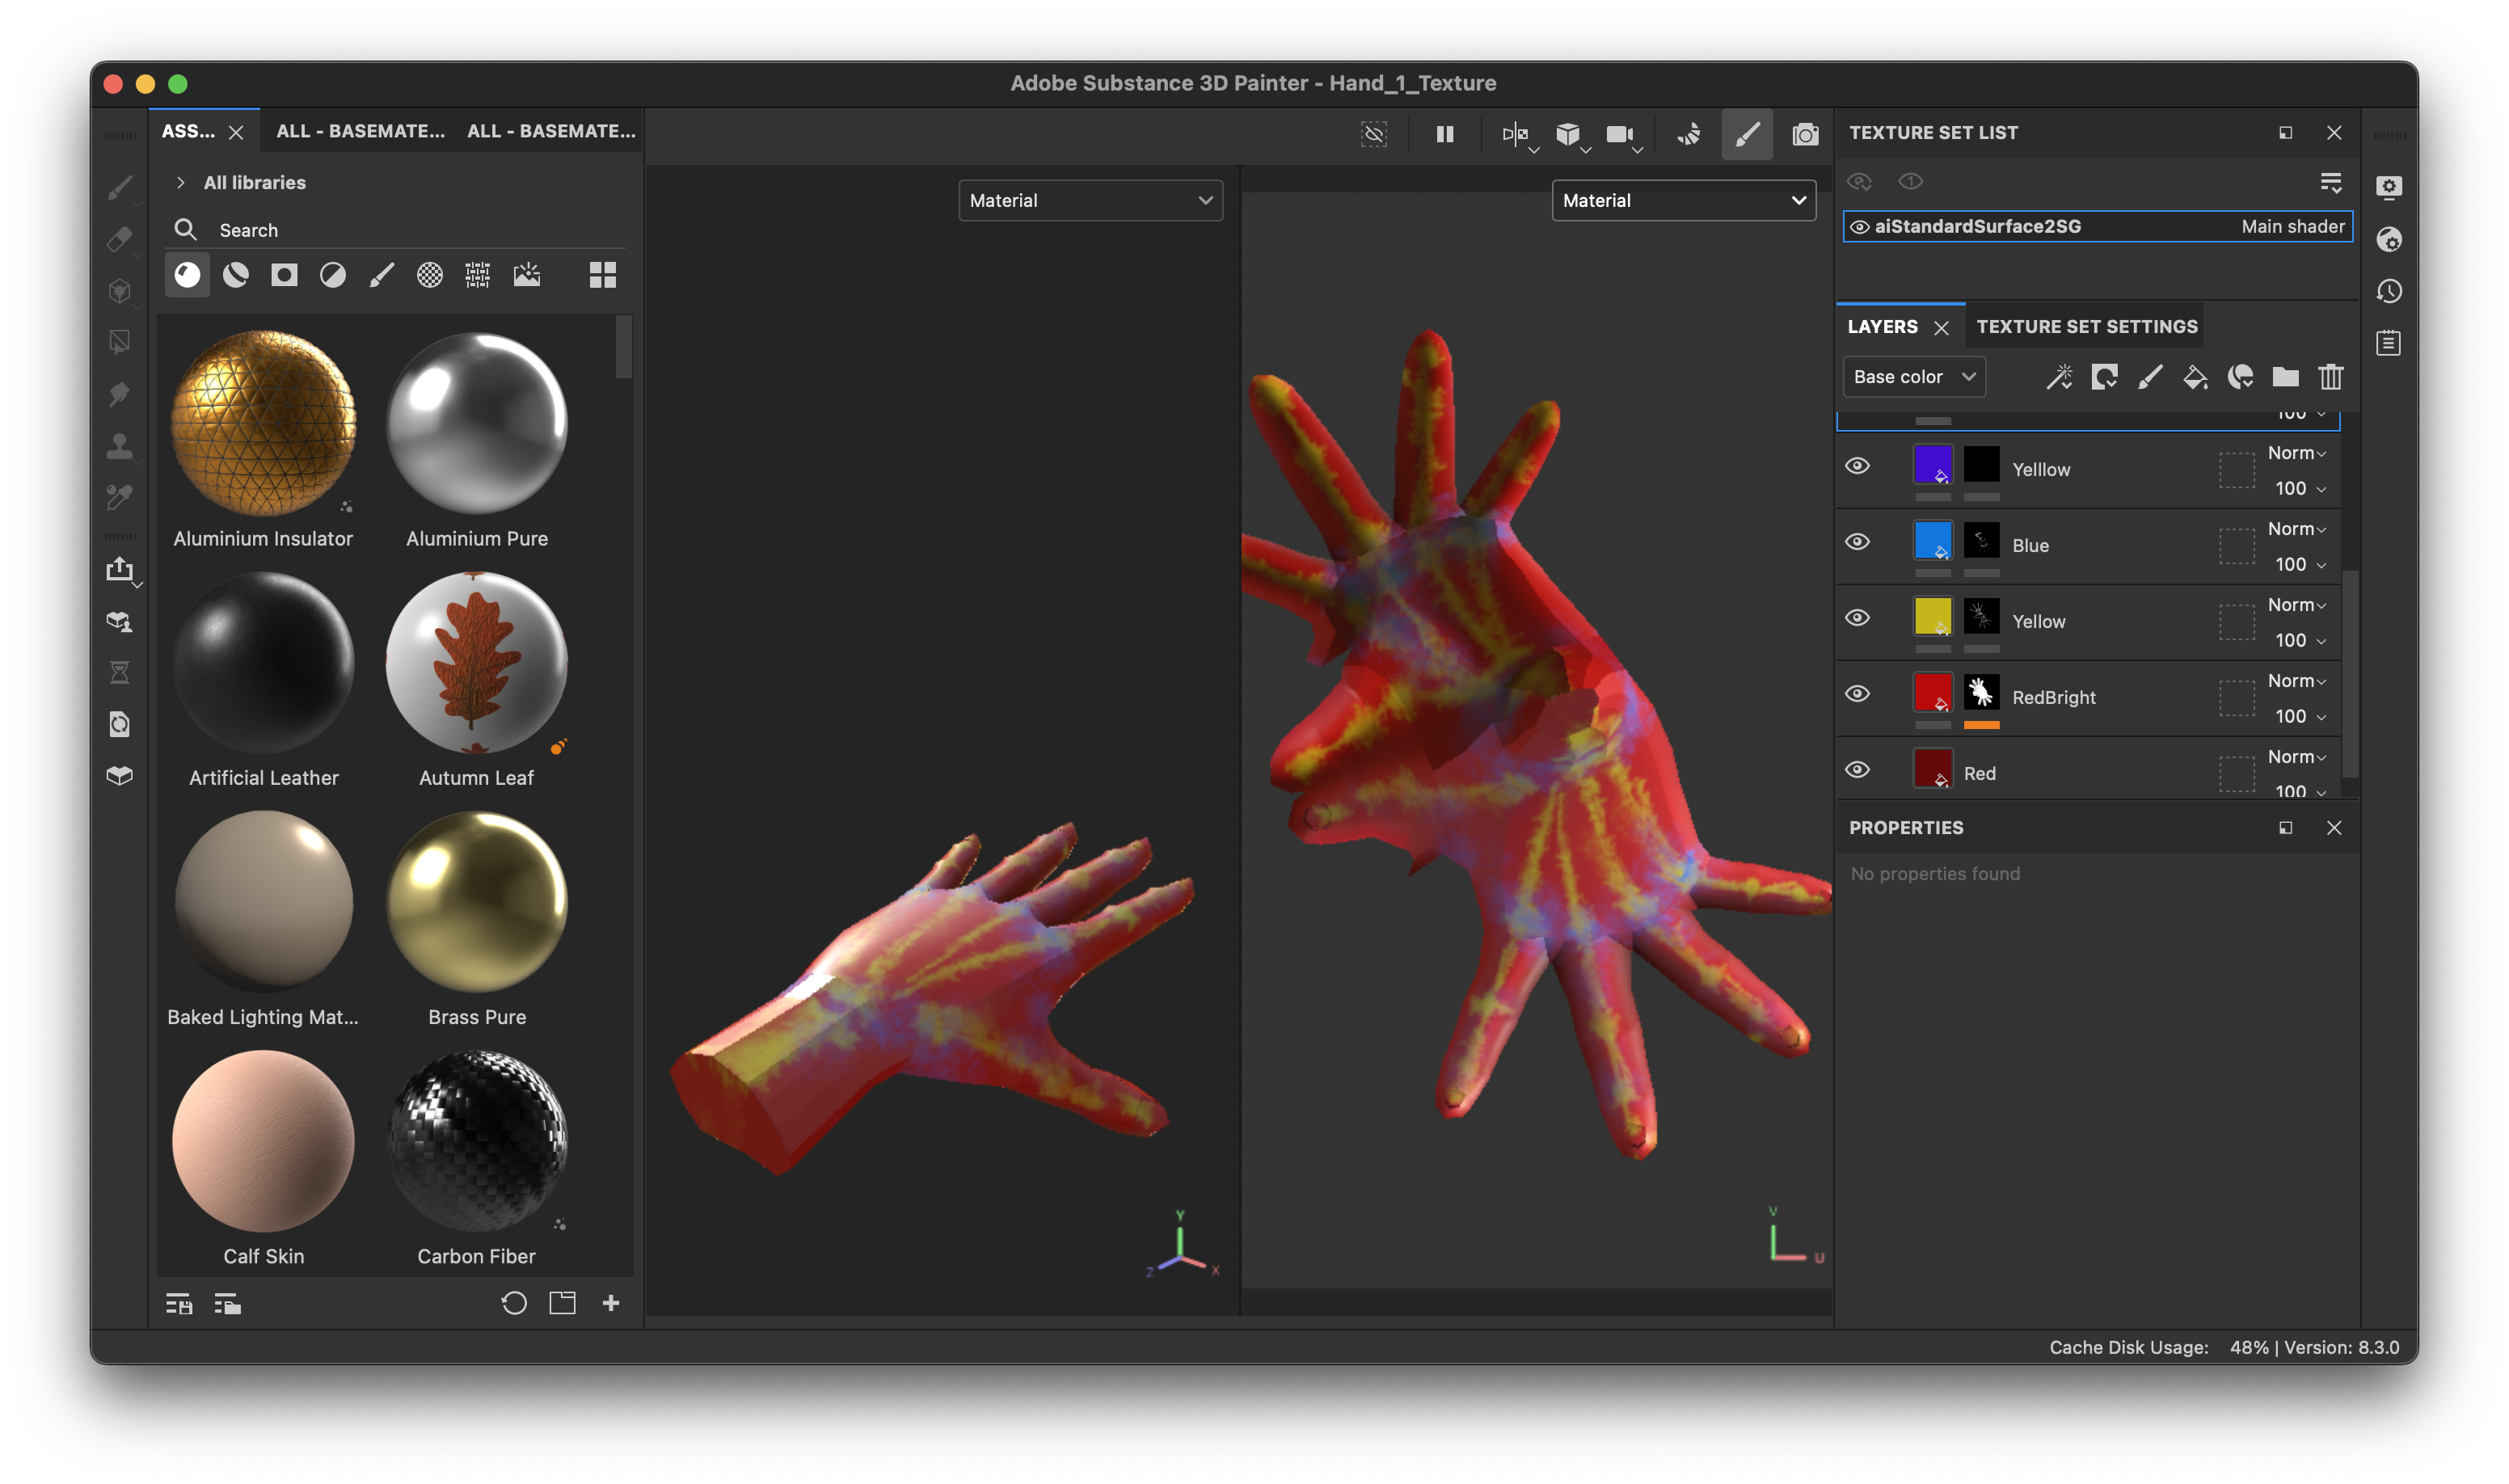 Adobe Substance 3D Painter - Hand_1_Texture
ASS...
ALL - BASEMATE...
ALL - BASEMATE...
All libraries
Search
Aluminium Insulator
Aluminium Pure
Artificial Leather
Autumn Leaf
Baked Lighting Mat...
Brass Pure
Calf Skin
Carbon Fiber
Material
Y
Z
X
Material
V
U
TEXTURE SET LIST
1
aiStandardSurface2SG
Main shader
LAYERS
TEXTURE SET SETTINGS
Base color
100
Yelllow
Norm
100
Blue
Norm
100
Yellow
Norm
100
RedBright
Norm
100
Red
Norm
100
PROPERTIES
No properties found
Cache Disk Usage: 48% | Version: 8.3.0